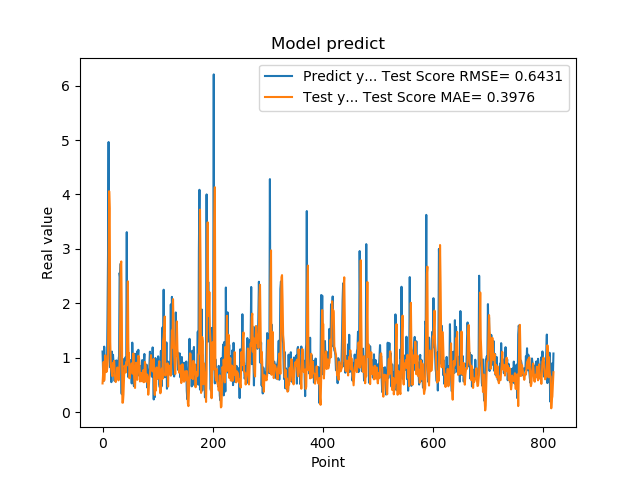 Model predict
Predict y... Test Score RMSE= 0.6431
Test y... Test Score MAE= 0.3976
Real value
6
5
4
3
2
1
0
0 200 400 600 800
Point